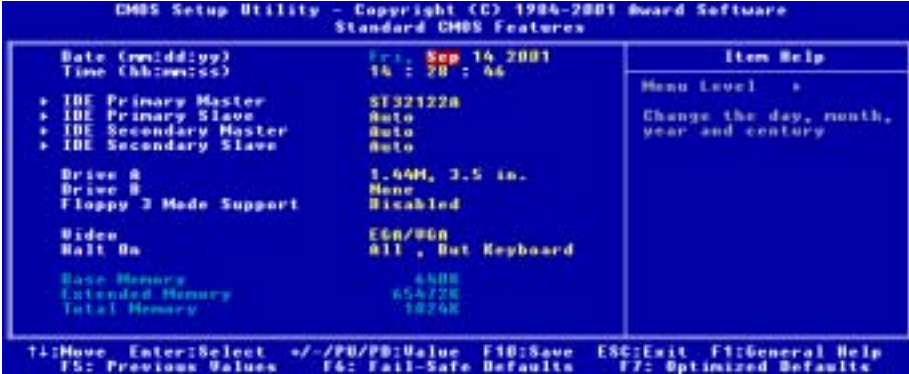 CMOS Setup Utility - Copyright (C) 1984-2001 Award Software
Standard CMOS Features
Date (mm:dd:yy) Fri, Sep 14 2001
Time (hh:mm:ss) 14 : 28 : 46
IDE Primary Master ST32122A
IDE Primary Slave Auto
IDE Secondary Master Auto
IDE Secondary Slave Auto
Drive A 1.44M, 3.5 in.
Drive B None
Floppy 3 Mode Support Disabled
Video EGA/VGA
Halt On All , But Keyboard
Base Memory 640K
Extended Memory 65472K
Total Memory 1024K
Item Help
Menu Level ▸
Change the day, month,
year and century
↑↓:Move Enter:Select +/-/PU/PD:Value F10:Save ESC:Exit F1:General Help
F5: Previous Values F6: Fail-Safe Defaults F7: Optimized Defaults